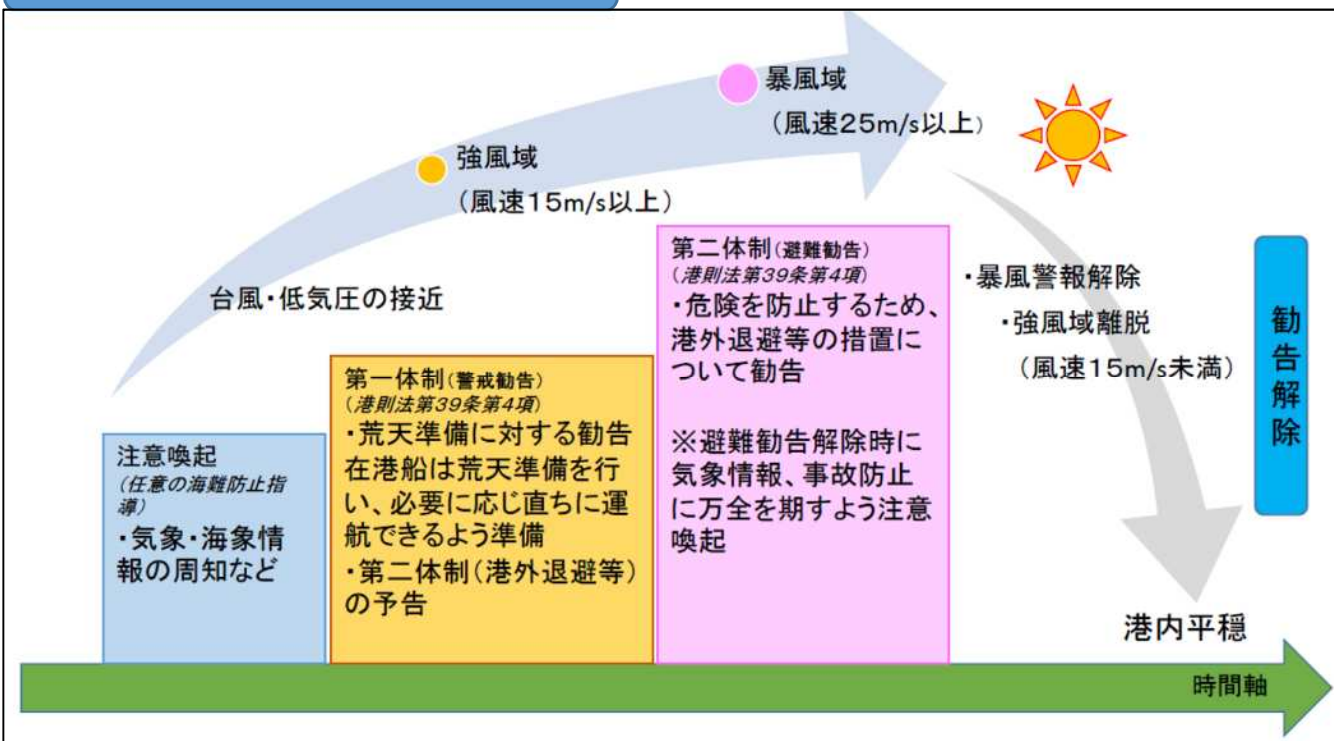 暴風域
(風速25m/s以上)
強風域
(風速15m/s以上)
台風・低気圧の接近
注意喚起
(任意の海難防止指
導)
・気象・海象情
報の周知など
第一体制(警戒勧告)
(港則法第39条第4項)
・荒天準備に対する勧告
在港船は荒天準備を行
い、必要に応じ直ちに運
航できるよう準備
・第二体制(港外退避等)
の予告
第二体制(避難勧告)
(港則法第39条第4項)
・危険を防止するため、
港外退避等の措置に
ついて勧告
※避難勧告解除時に
気象情報、事故防止
に万全を期すよう注意
喚起
・暴風警報解除
・強風域離脱
(風速15m/s未満)
勧告解除
港内平穏
時間軸